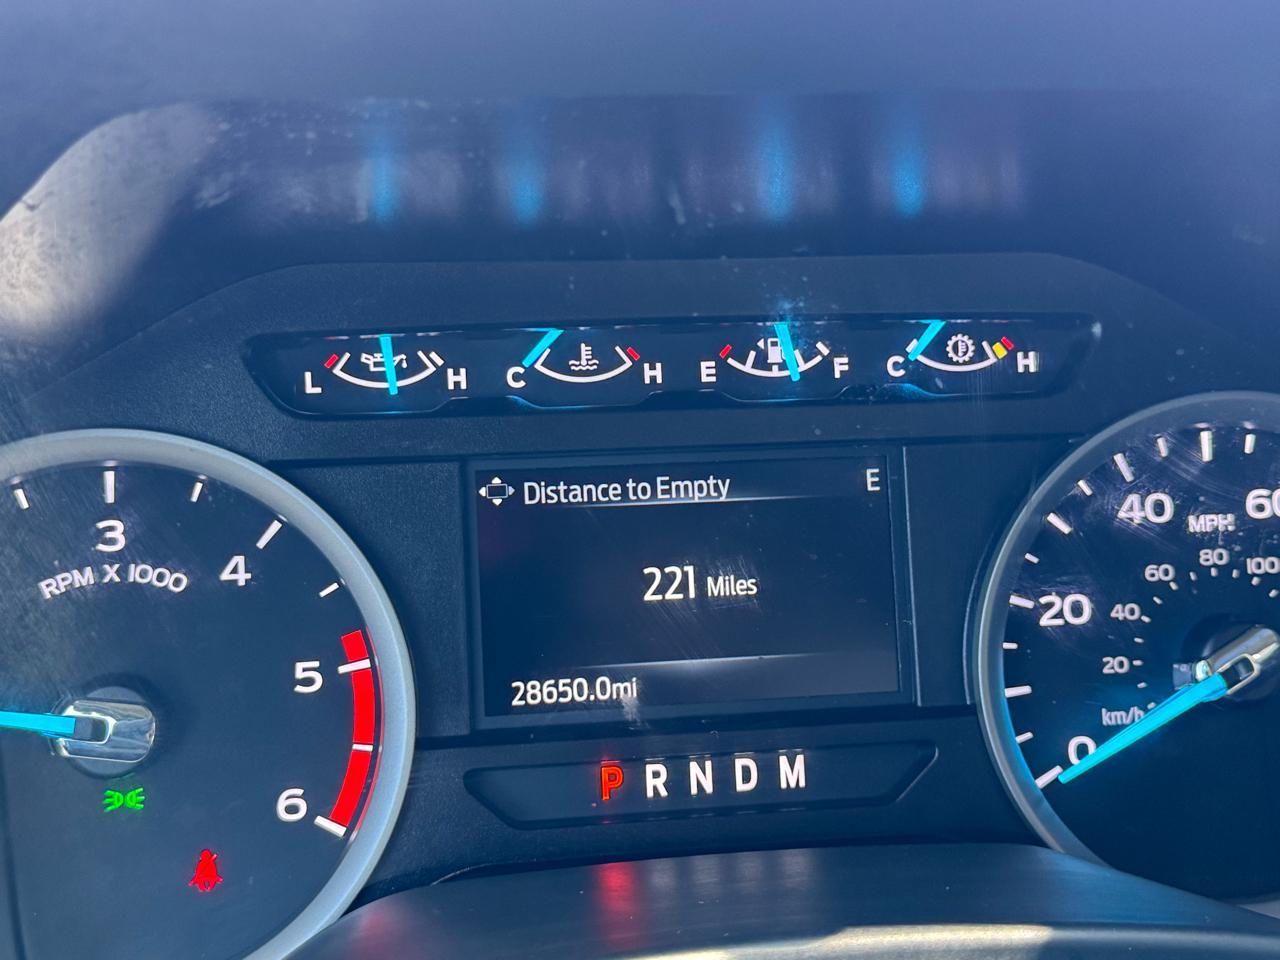 L H C H E F C H
Distance to Empty E
221 Miles
28650.0mi
P R N D M
3 4 5 6
RPM X 1000
0 20 40 60
MPH
20 40 60 80 100
km/h